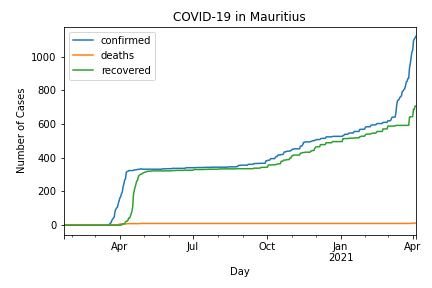 COVID-19 in Mauritius
confirmed
deaths
recovered
Number of Cases
1000
800
600
400
200
0
Apr
Jul
Oct
Jan
2021
Apr
Day